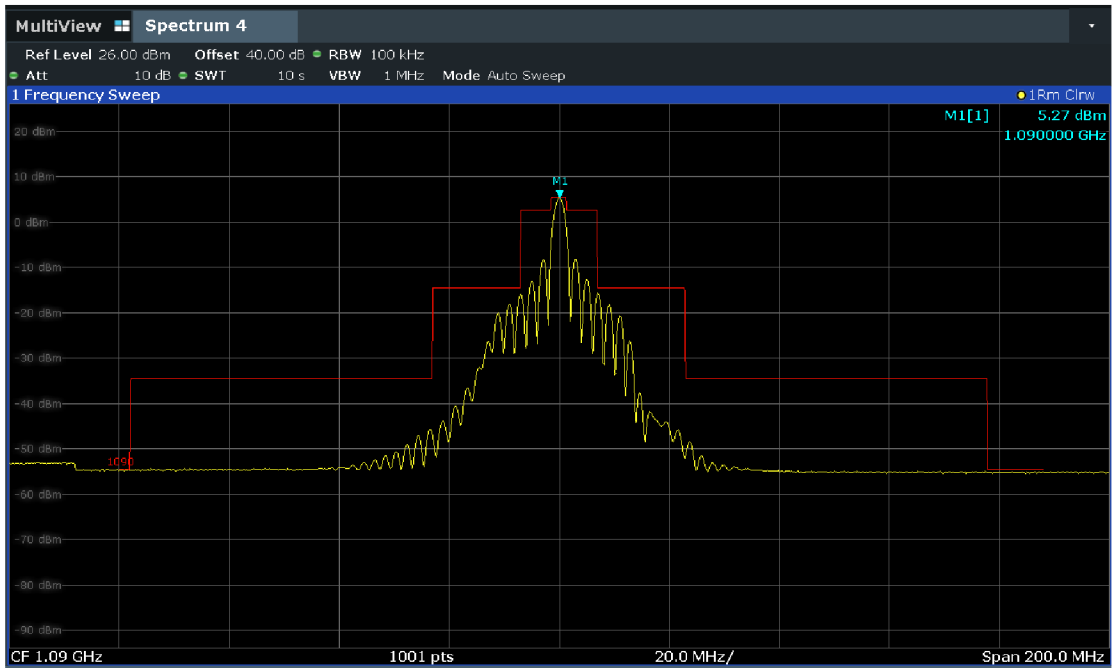 MultiView Spectrum 4
Ref Level 26.00 dBm Offset 40.00 dB RBW 100 kHz
Att 10 dB SWT 10 s VBW 1 MHz Mode Auto Sweep
1 Frequency Sweep 1Rm Clrw
M1[1] 5.27 dBm
1.090000 GHz
20 dBm
10 dBm
M1
0 dBm
-10 dBm
-20 dBm
-30 dBm
-40 dBm
-50 dBm
1090
-60 dBm
-70 dBm
-80 dBm
-90 dBm
CF 1.09 GHz 1001 pts 20.0 MHz/ Span 200.0 MHz